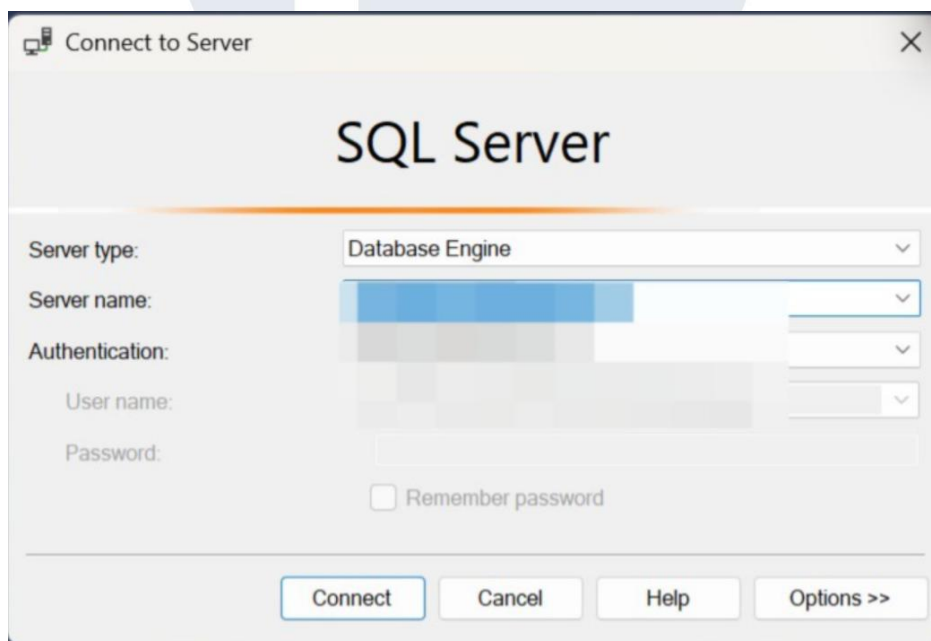 Connect to Server
SQL Server
Server type: Database Engine
Server name:
Authentication:
User name:
Password:
Remember password
Connect Cancel Help Options >>